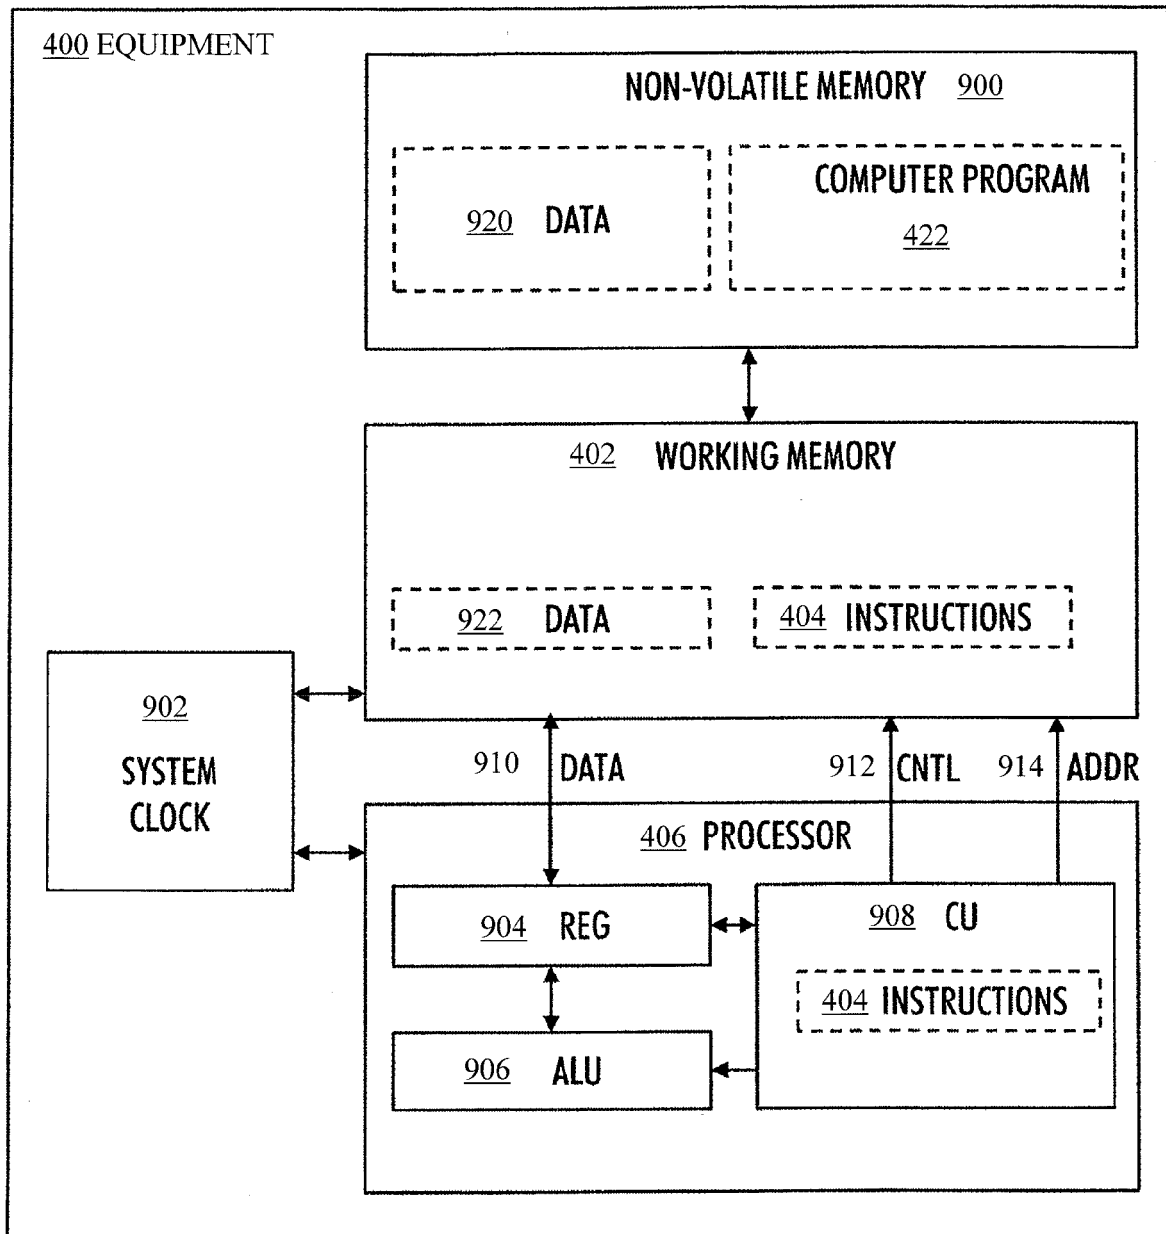 400 EQUIPMENT
NON-VOLATILE MEMORY 900
920 DATA
COMPUTER PROGRAM
422
402 WORKING MEMORY
922 DATA
404 INSTRUCTIONS
902
SYSTEM
CLOCK
910 DATA
912 CNTL
914 ADDR
406 PROCESSOR
904 REG
908 CU
404 INSTRUCTIONS
906 ALU